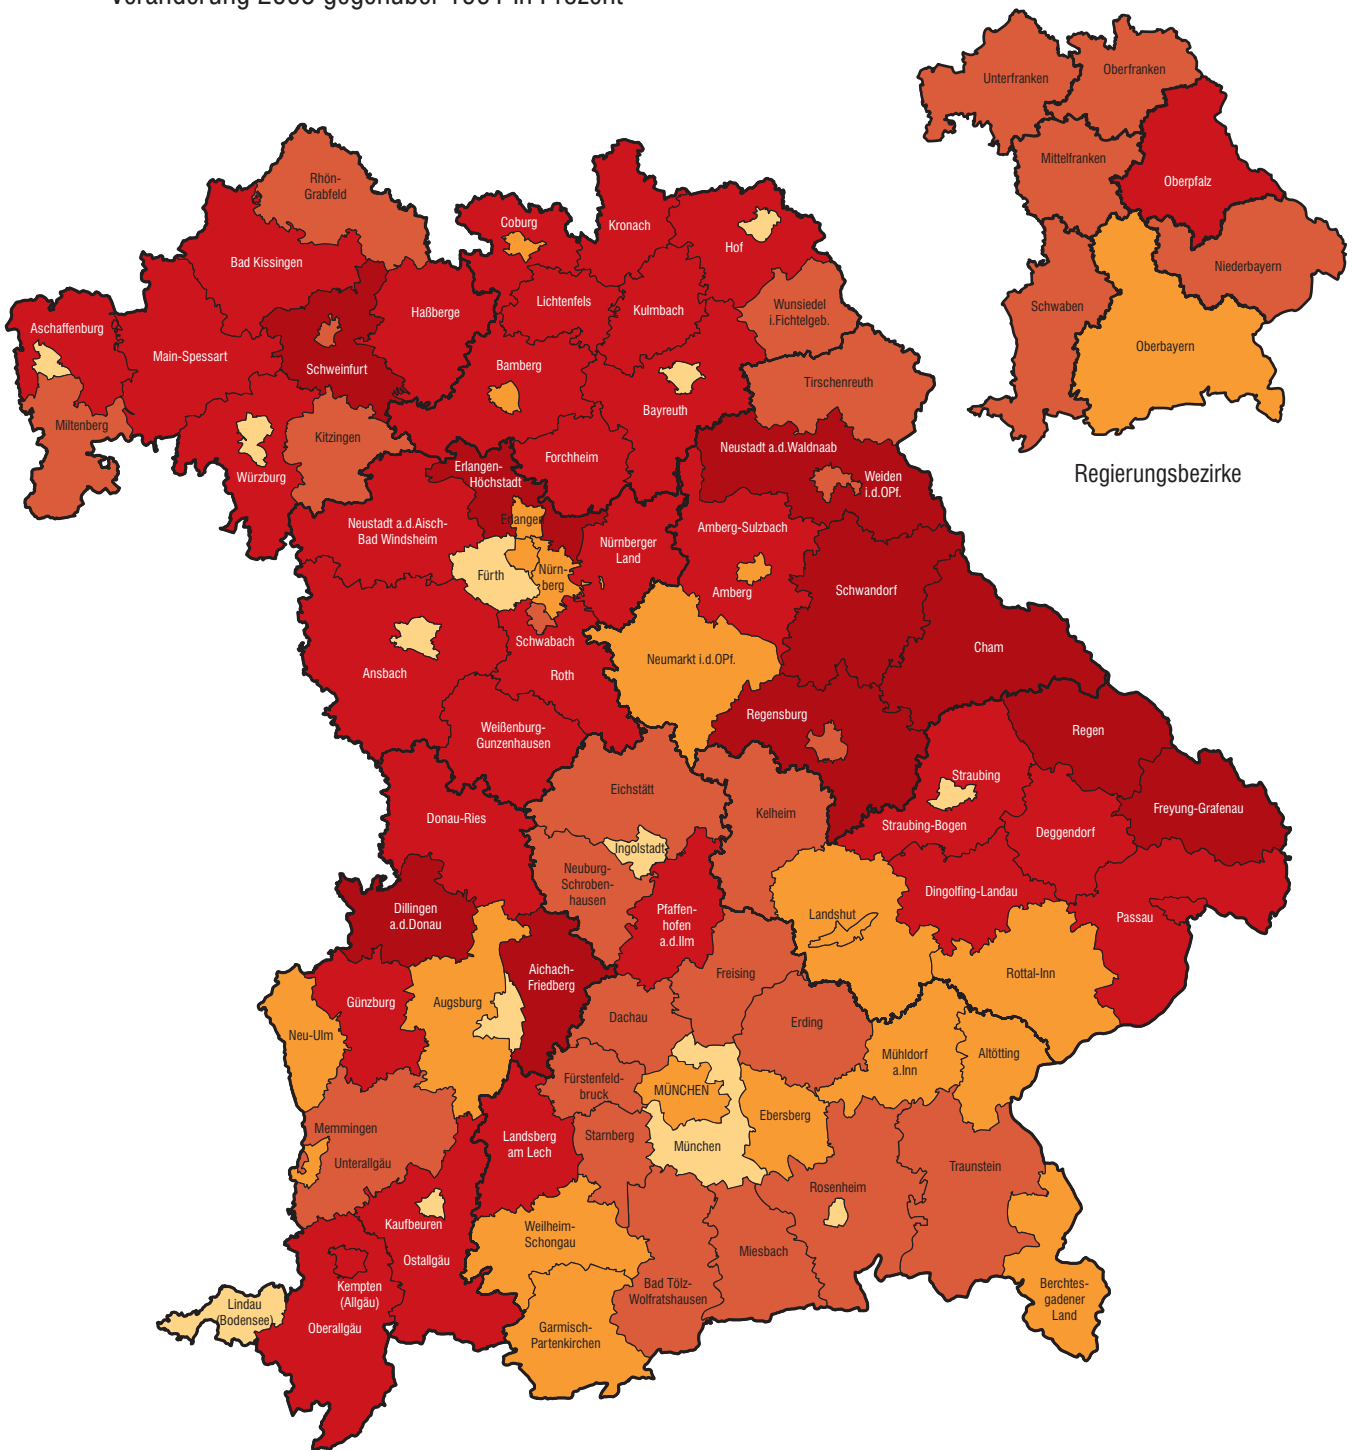 Veränderung 2003 gegenüber 1991 in Prozent
Unterfranken
Oberfranken
Mittelfranken
Oberpfalz
Niederbayern
Schwaben
Oberbayern
Regierungsbezirke
Rhön-
Grabfeld
Coburg
Kronach
Hof
Bad Kissingen
Lichtenfels
Kulmbach
Wunsiedel
i.Fichtelgeb.
Haßberge
Aschaffenburg
Main-Spessart
Schweinfurt
Bamberg
Bayreuth
Tirschenreuth
Miltenberg
Kitzingen
Würzburg
Forchheim
Erlangen-
Höchstadt
Neustadt a.d.Waldnaab
Weiden
i.d.OPf.
Neustadt a.d.Aisch-
Bad Windsheim
Erlangen
Nürnberger
Land
Amberg-Sulzbach
Fürth
Nürn-
berg
Amberg
Schwandorf
Schwabach
Cham
Ansbach
Roth
Neumarkt i.d.OPf.
Weißenburg-
Gunzenhausen
Regensburg
Regen
Eichstätt
Straubing
Freyung-Grafenau
Donau-Ries
Kelheim
Straubing-Bogen
Deggendorf
Ingolstadt
Neuburg-
Schroben-
hausen
Dingolfing-Landau
Dillingen
a.d.Donau
Pfaffen-
hofen
a.d.Ilm
Landshut
Passau
Aichach-
Friedberg
Freising
Rottal-Inn
Günzburg
Augsburg
Dachau
Erding
Neu-Ulm
Mühldorf
a.Inn
Altötting
Fürstenfeld-
bruck
MÜNCHEN
Ebersberg
Memmingen
Landsberg
am Lech
Starnberg
München
Unterallgäu
Traunstein
Rosenheim
Kaufbeuren
Weilheim-
Schongau
Ostallgäu
Miesbach
Kempten
(Allgäu)
Bad Tölz-
Wolfratshausen
Berchtes-
gadener
Land
Lindau
(Bodensee)
Oberallgäu
Garmisch-
Partenkirchen